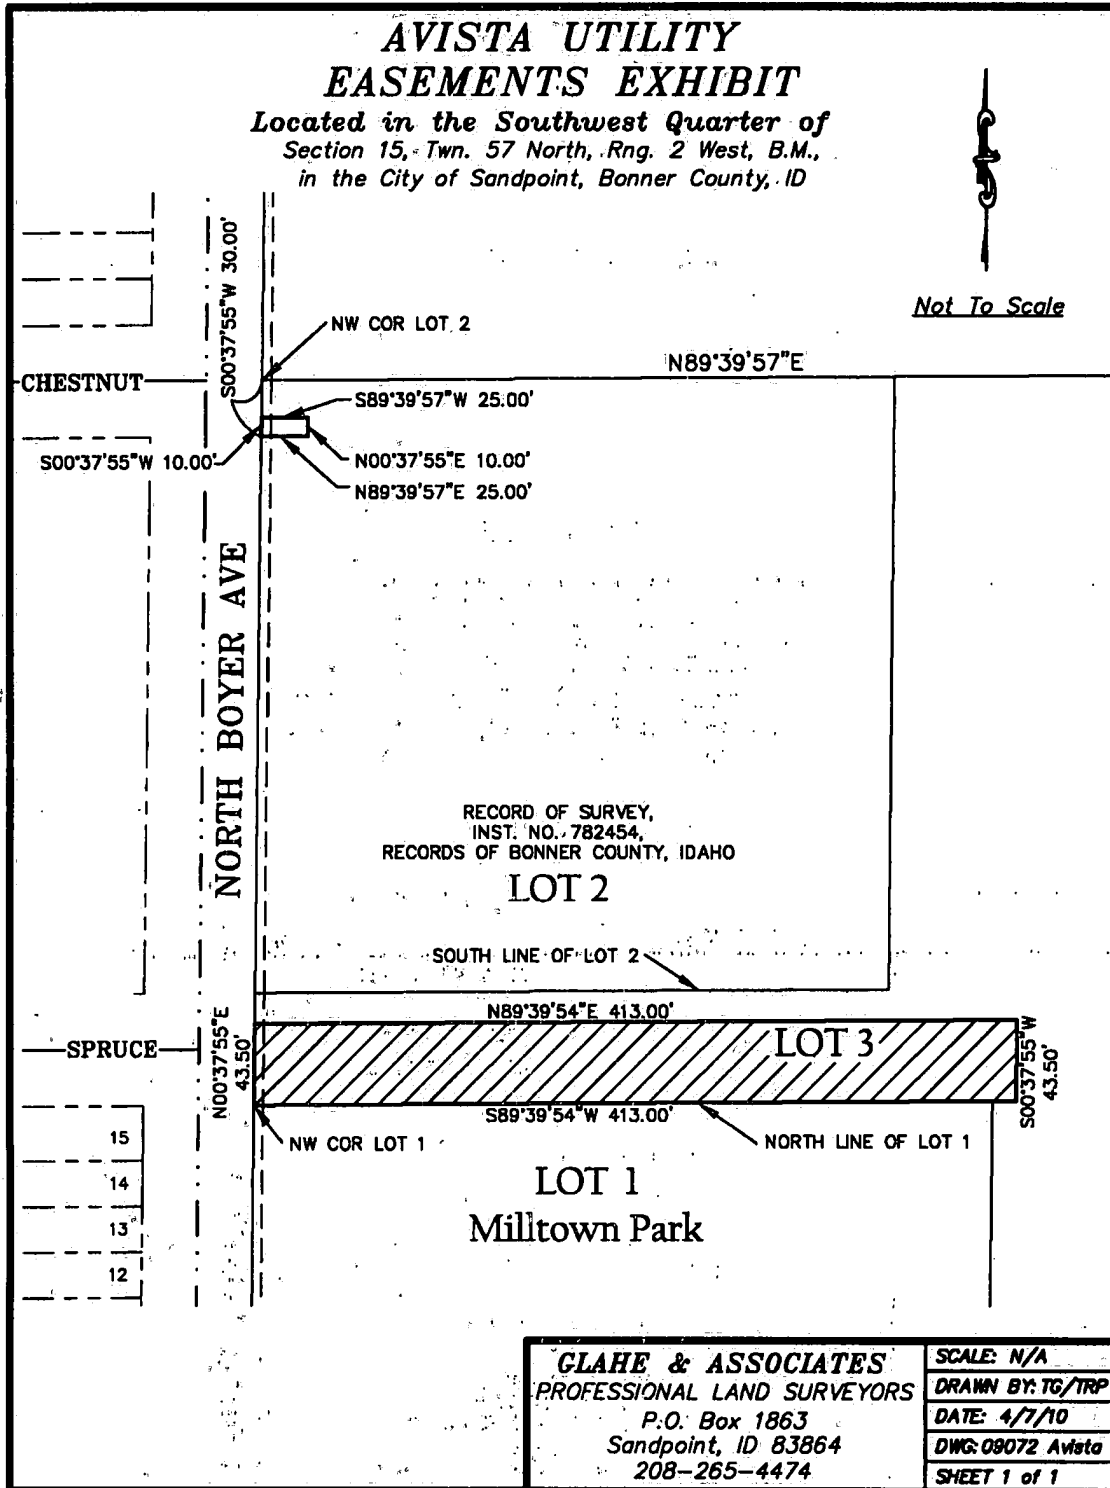 AVISTA UTILITY
EASEMENTS EXHIBIT
Located in the Southwest Quarter of
Section 15, Twn. 57 North, Rng. 2 West, B.M.,
in the City of Sandpoint, Bonner County, ID
Not To Scale
S00°37'55"W 30.00'
NW COR LOT 2
N89°39'57"E
CHESTNUT
S89°39'57"W 25.00'
S00°37'55"W 10.00'
N00°37'55"E 10.00'
N89°39'57"E 25.00'
NORTH BOYER AVE
RECORD OF SURVEY,
INST. NO. 782454,
RECORDS OF BONNER COUNTY, IDAHO
LOT 2
SOUTH LINE OF LOT 2
N89°39'54"E 413.00'
SPRUCE
N00°37'55"E
43.50'
LOT 3
S00°37'55"W
43.50'
S89°39'54"W 413.00'
NW COR LOT 1
NORTH LINE OF LOT 1
15
14
13
12
LOT 1
Milltown Park
GLAHE & ASSOCIATES
PROFESSIONAL LAND SURVEYORS
P.O. Box 1863
Sandpoint, ID 83864
208-265-4474
SCALE: N/A
DRAWN BY: TG/TRP
DATE: 4/7/10
DWG: 09072 Avista
SHEET 1 of 1